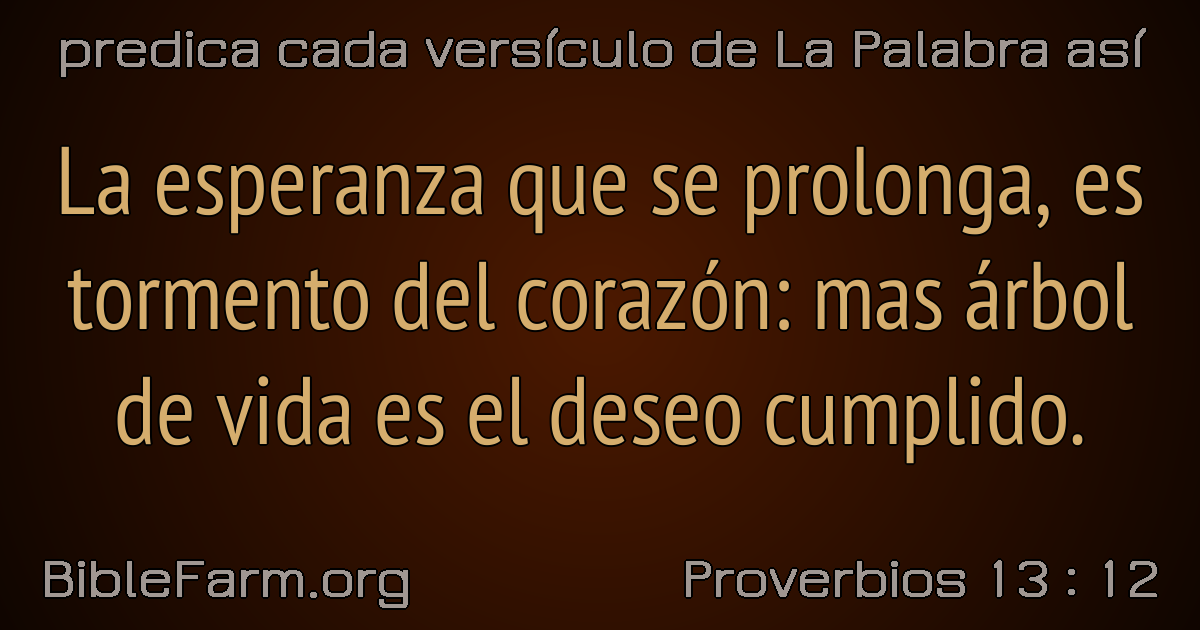 predica cada versículo de La Palabra así
La esperanza que se prolonga, es
tormento del corazón: mas árbol
de vida es el deseo cumplido.
BibleFarm.org
Proverbios 13 : 12